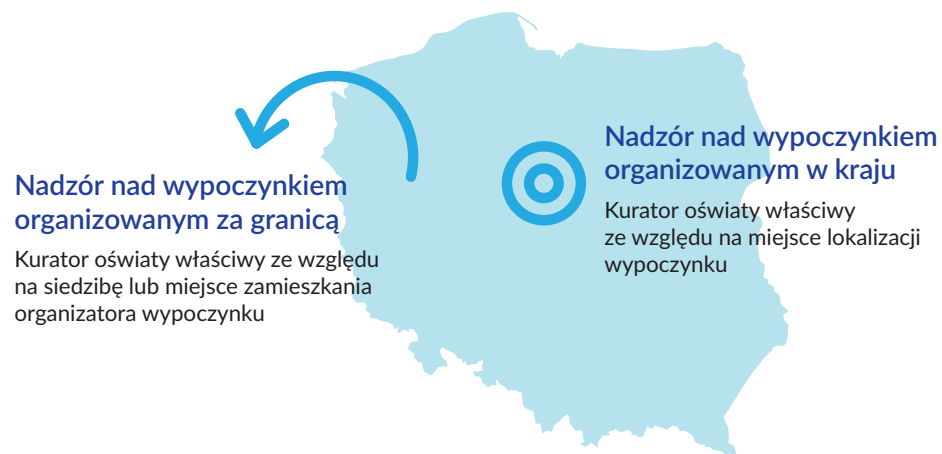 Nadzór nad wypoczynkiem
organizowanym za granicą
Kurator oświaty właściwy ze względu
na siedzibę lub miejsce zamieszkania
organizatora wypoczynku
Nadzór nad wypoczynkiem
organizowanym w kraju
Kurator oświaty właściwy
ze względu na miejsce lokalizacji
wypoczynku